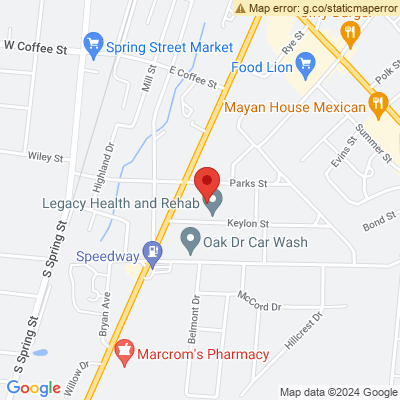 Map error: g.co/staticmaperror
W Coffee St
Spring Street Market
Rye St
Mill St
E Coffee St
Food Lion
Polk St
Mayan House Mexican
Summer St
Evins St
Wiley St
Highland Dr
Parks St
Legacy Health and Rehab
Keylon St
Bond St
S Spring St
Oak Dr Car Wash
Speedway
McCord Dr
Bryan Ave
Belmont Dr
Hillcrest Dr
S Spring St
Marcrom's Pharmacy
Willow Dr
Google
Map data ©2024 Google